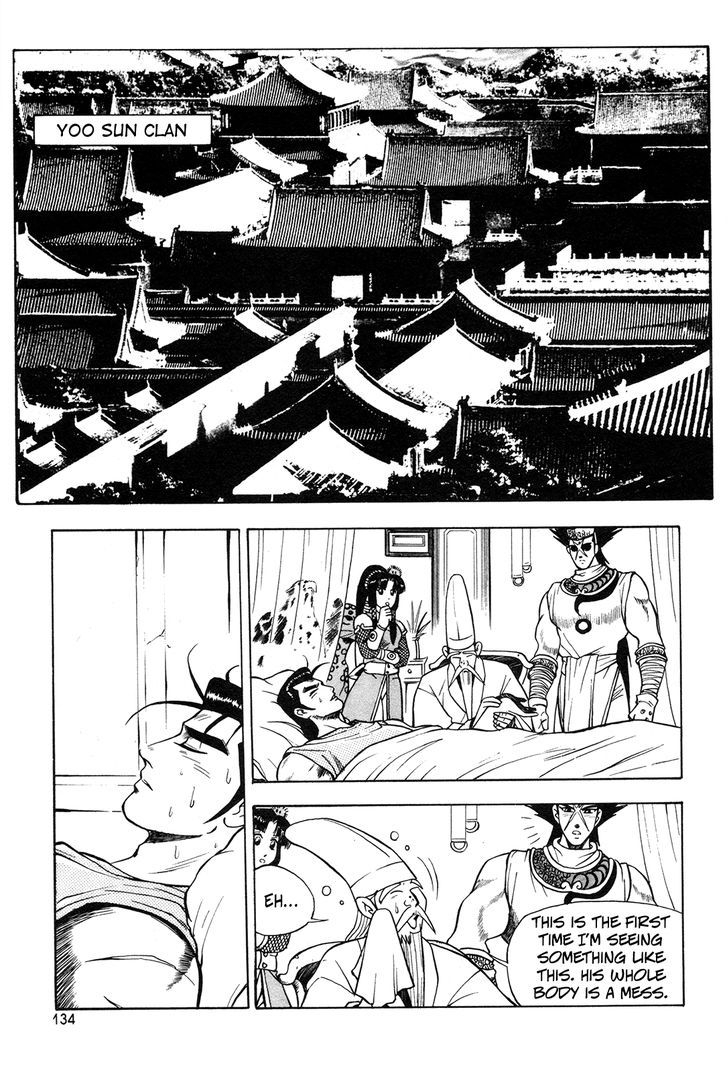 YOO SUN CLAN
EH...
THIS IS THE FIRST
TIME I'M SEEING
SOMETHING LIKE
THIS. HIS WHOLE
BODY IS A MESS.
134